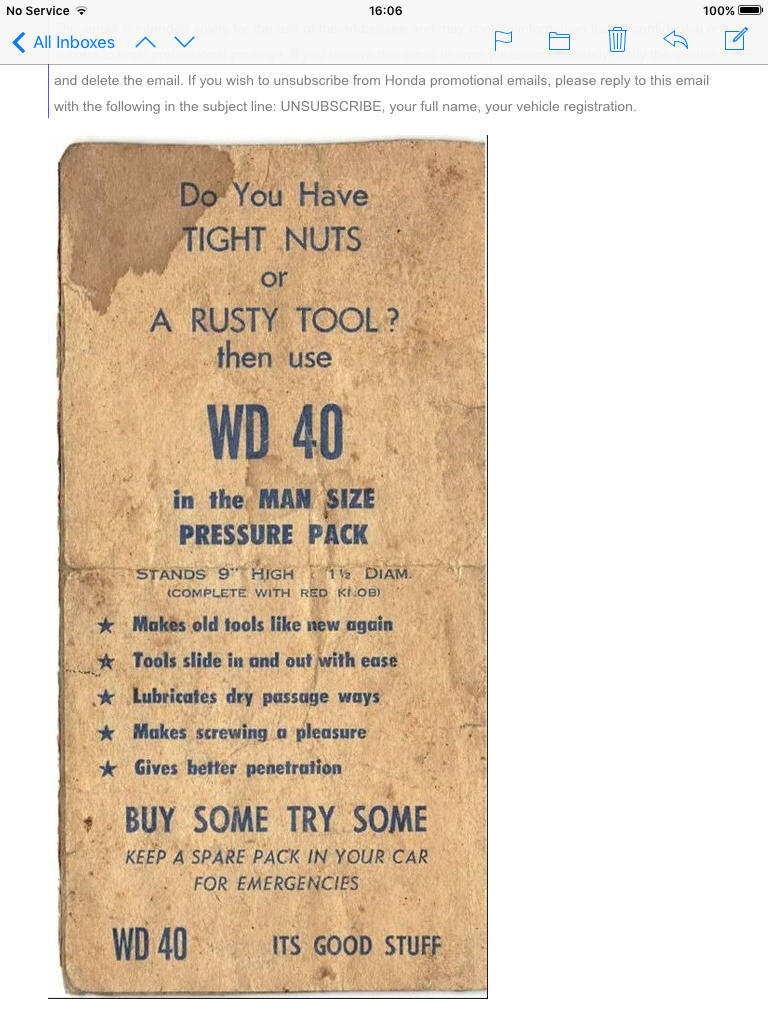 No Service 16:06 100%
All Inboxes
and delete the email. If you wish to unsubscribe from Honda promotional emails, please reply to this email
with the following in the subject line: UNSUBSCRIBE, your full name, your vehicle registration.
Do You Have
TIGHT NUTS
or
A RUSTY TOOL?
then use
WD 40
in the MAN SIZE
PRESSURE PACK
STANDS 9" HIGH 1½ DIAM.
(COMPLETE WITH RED KNOB)
★ Makes old tools like new again
★ Tools slide in and out with ease
★ Lubricates dry passage ways
★ Makes screwing a pleasure
★ Gives better penetration
BUY SOME TRY SOME
KEEP A SPARE PACK IN YOUR CAR
FOR EMERGENCIES
WD 40 ITS GOOD STUFF